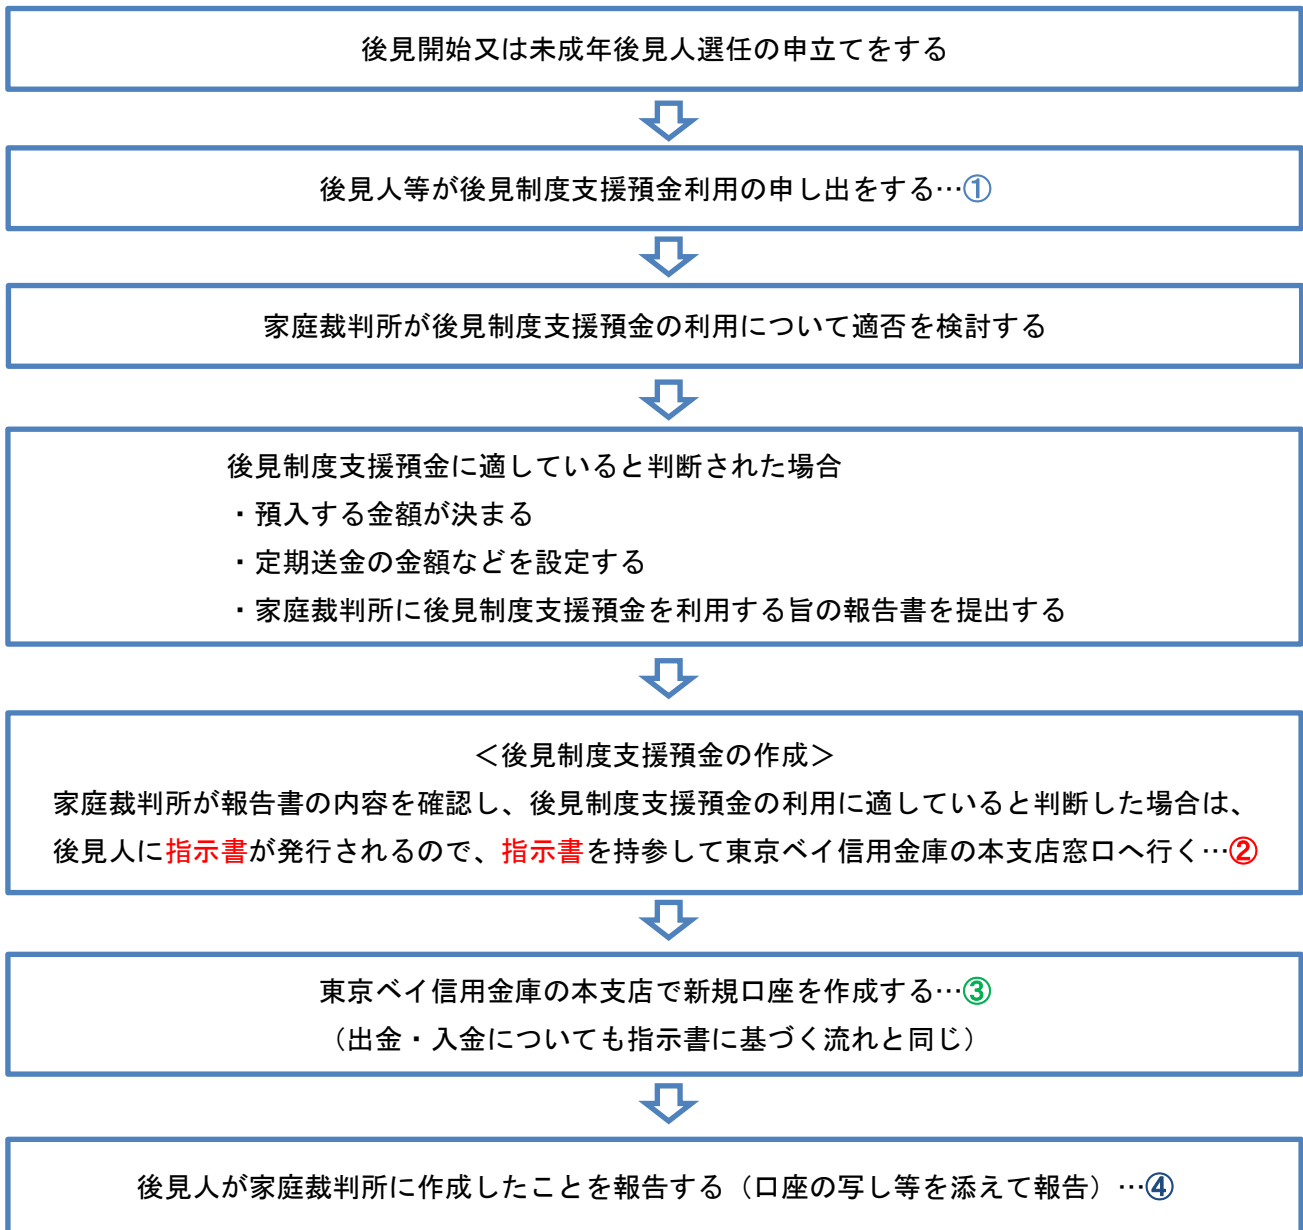 後見開始又は未成年後見人選任の申立てをする
後見人等が後見制度支援預金利用の申し出をする…①
家庭裁判所が後見制度支援預金の利用について適否を検討する
後見制度支援預金に適していると判断された場合
・預入する金額が決まる
・定期送金の金額などを設定する
・家庭裁判所に後見制度支援預金を利用する旨の報告書を提出する
＜後見制度支援預金の作成＞
家庭裁判所が報告書の内容を確認し、後見制度支援預金の利用に適していると判断した場合は、
後見人に指示書が発行されるので、指示書を持参して東京ベイ信用金庫の本支店窓口へ行く…②
東京ベイ信用金庫の本支店で新規口座を作成する…③
（出金・入金についても指示書に基づく流れと同じ）
後見人が家庭裁判所に作成したことを報告する（口座の写し等を添えて報告）…④